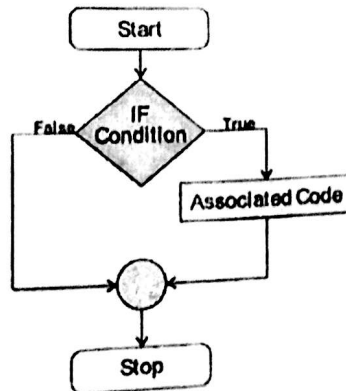 Start
IF
Condition
False
True
Associated Code
Stop